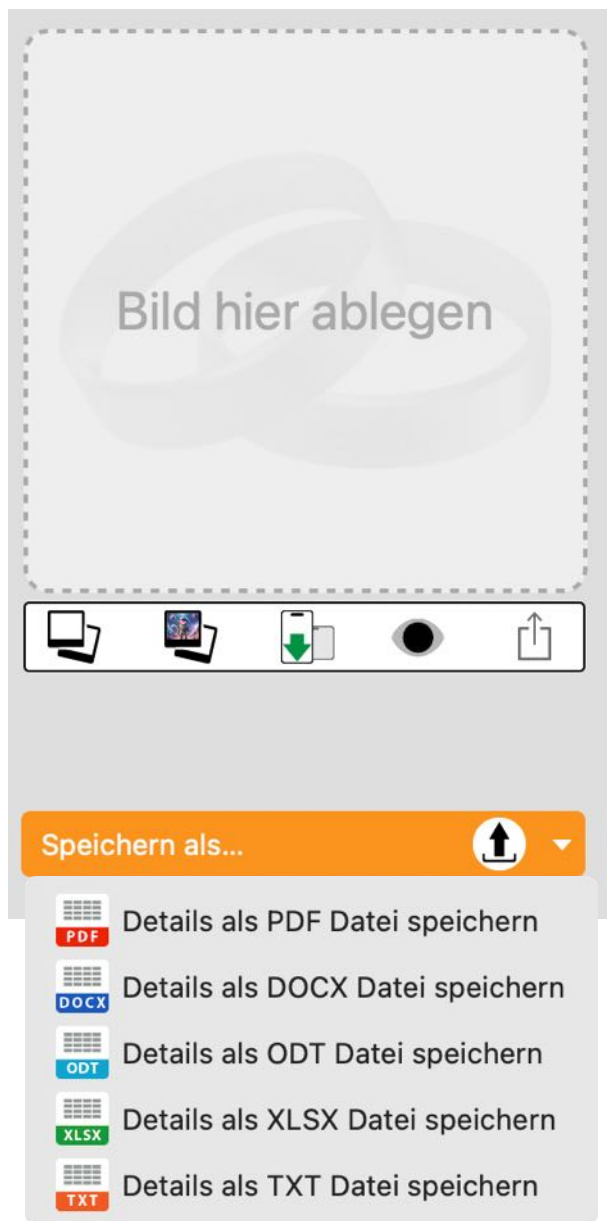 Bild hier ablegen
Speichern als...
PDF Details als PDF Datei speichern
DOCX Details als DOCX Datei speichern
ODT Details als ODT Datei speichern
XLSX Details als XLSX Datei speichern
TXT Details als TXT Datei speichern